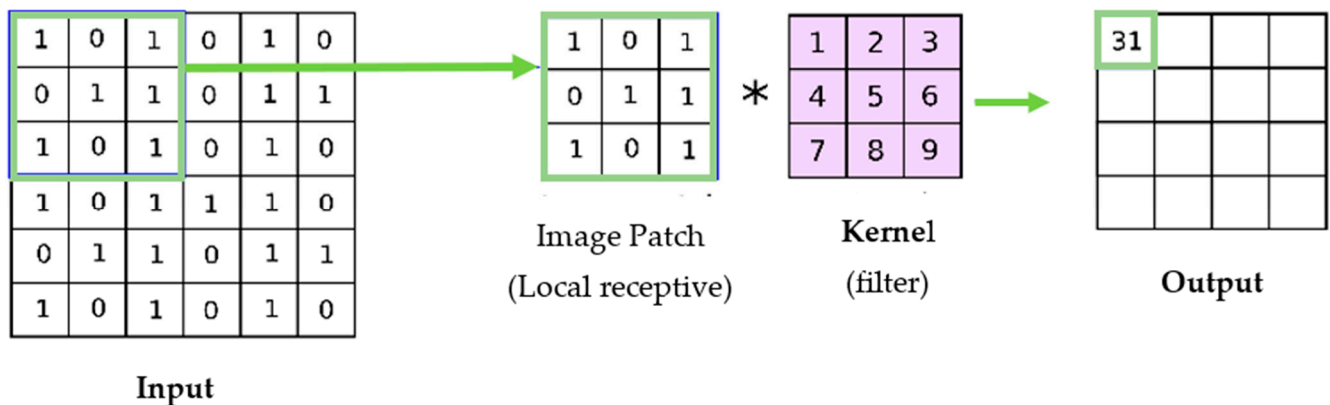 1 0 1 0 1 0
0 1 1 0 1 1
1 0 1 0 1 0
1 0 1 1 1 0
0 1 1 0 1 1
1 0 1 0 1 0
Input
1 0 1
0 1 1
1 0 1
Image Patch
(Local receptive)
*
1 2 3
4 5 6
7 8 9
Kernel
(filter)
31
Output